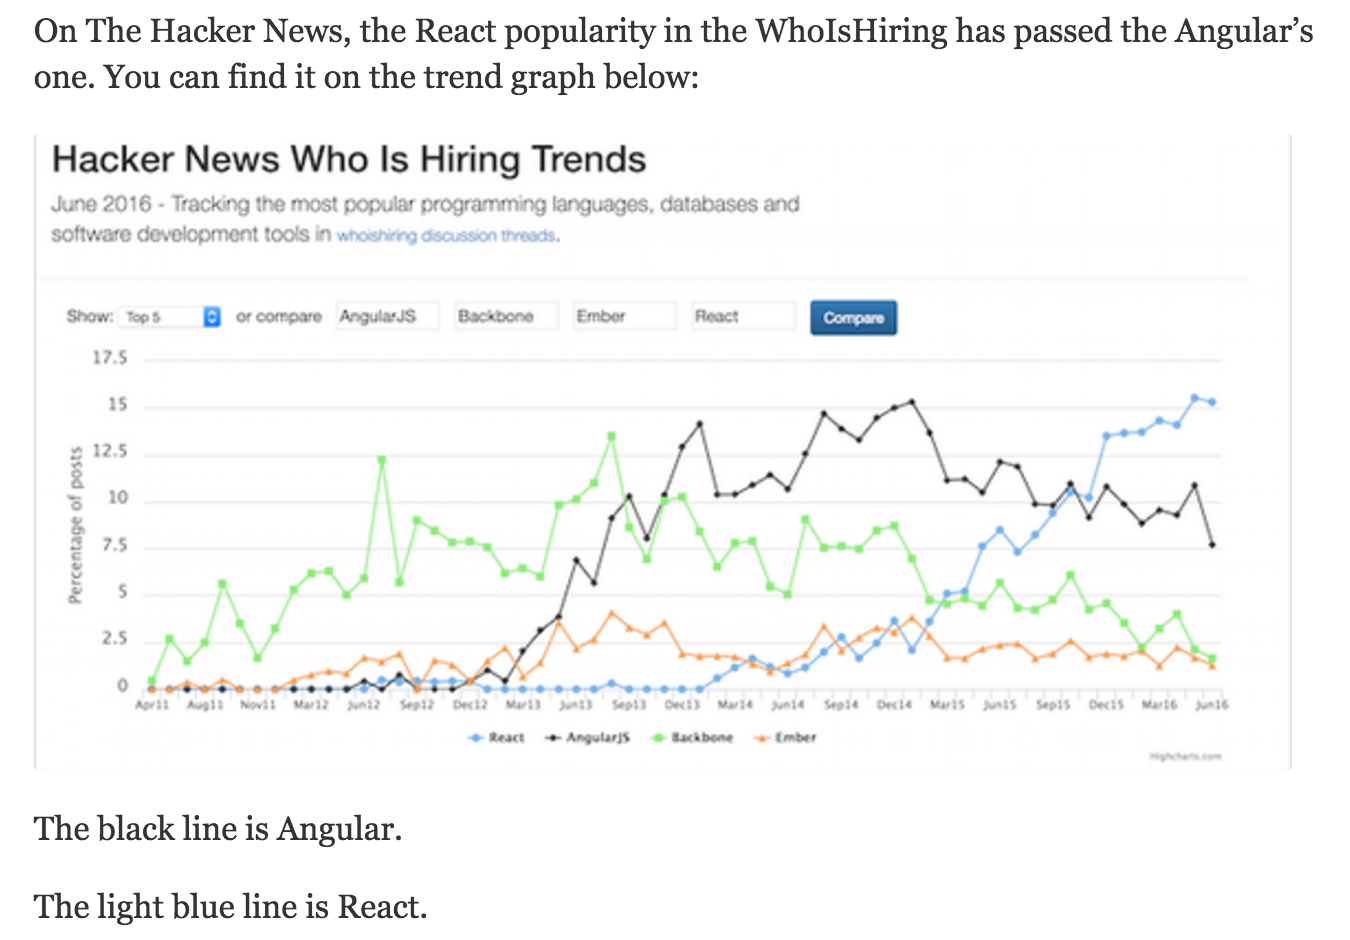 On The Hacker News, the React popularity in the WhoIsHiring has passed the Angular’s
one. You can find it on the trend graph below:
Hacker News Who Is Hiring Trends
June 2016 - Tracking the most popular programming languages, databases and
software development tools in whoishiring discussion threads.
Show: Top 5 or compare AngularJS Backbone Ember React Compare
17.5
15
12.5
10
7.5
5
2.5
0
Percentage of posts
Apr11 Aug11 Nov11 Mar12 Jun12 Sep12 Dec12 Mar13 Jun13 Sep13 Dec13 Mar14 Jun14 Sep14 Dec14 Mar15 Jun15 Sep15 Dec15 Mar16 Jun16
React AngularJS Backbone Ember
Highcharts.com
The black line is Angular.
The light blue line is React.